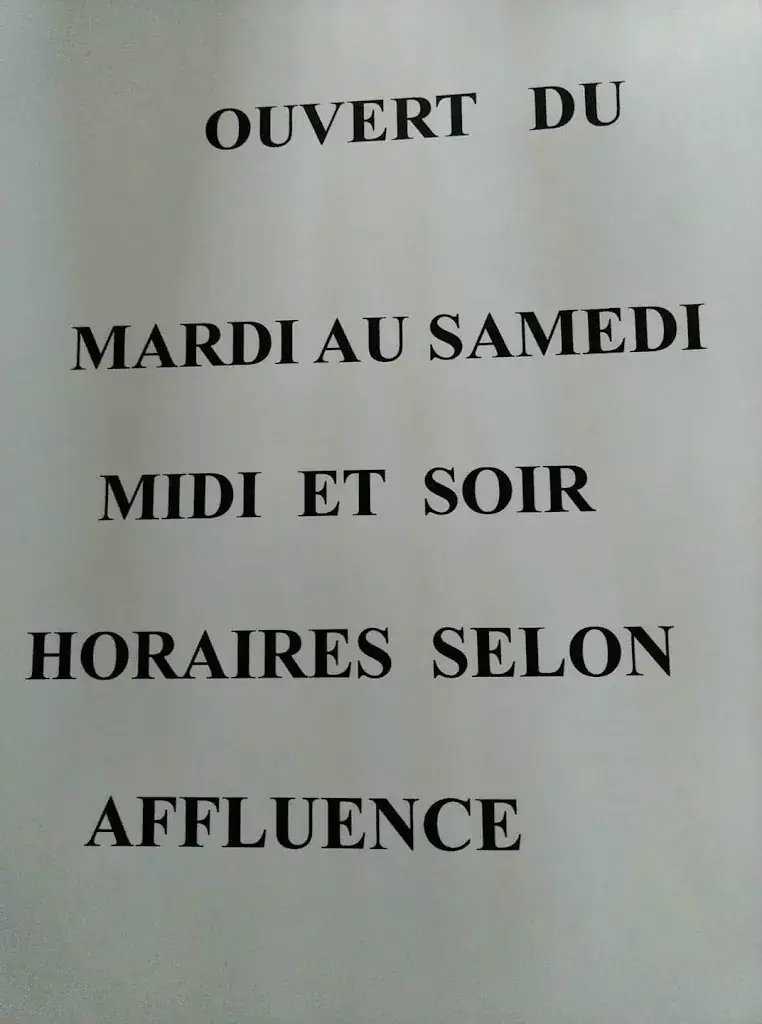 OUVERT DU
MARDI AU SAMEDI
MIDI ET SOIR
HORAIRES SELON
AFFLUENCE